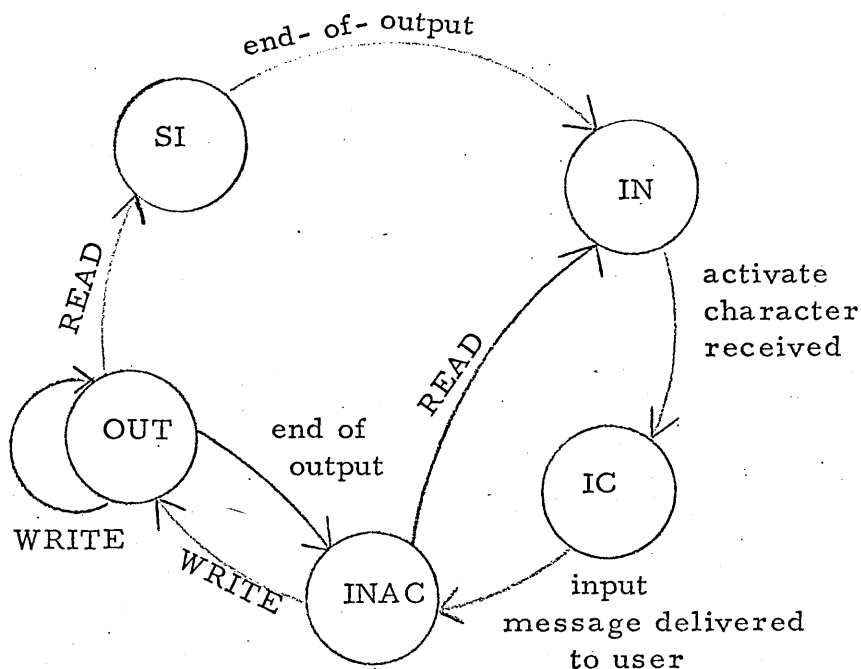 end-of-output
SI
IN
READ
activate
character
received
READ
OUT
end of
output
IC
WRITE
WRITE
INAC
input
message delivered
to user